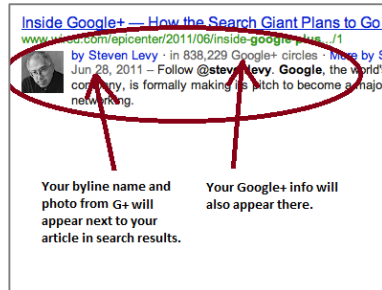 Inside Google+ — How the Search Giant Plans to Go
www.wired.com/epicenter/2011/06/inside-google-plus.../1
by Steven Levy · in 838,229 Google+ circles · More by S
Jun 28, 2011 – Follow @stevenlevy. Google, the world's
company, is formally making its pitch to become a majo
networking.
Your byline name and
photo from G+ will
appear next to your
article in search results.
Your Google+ info will
also appear there.